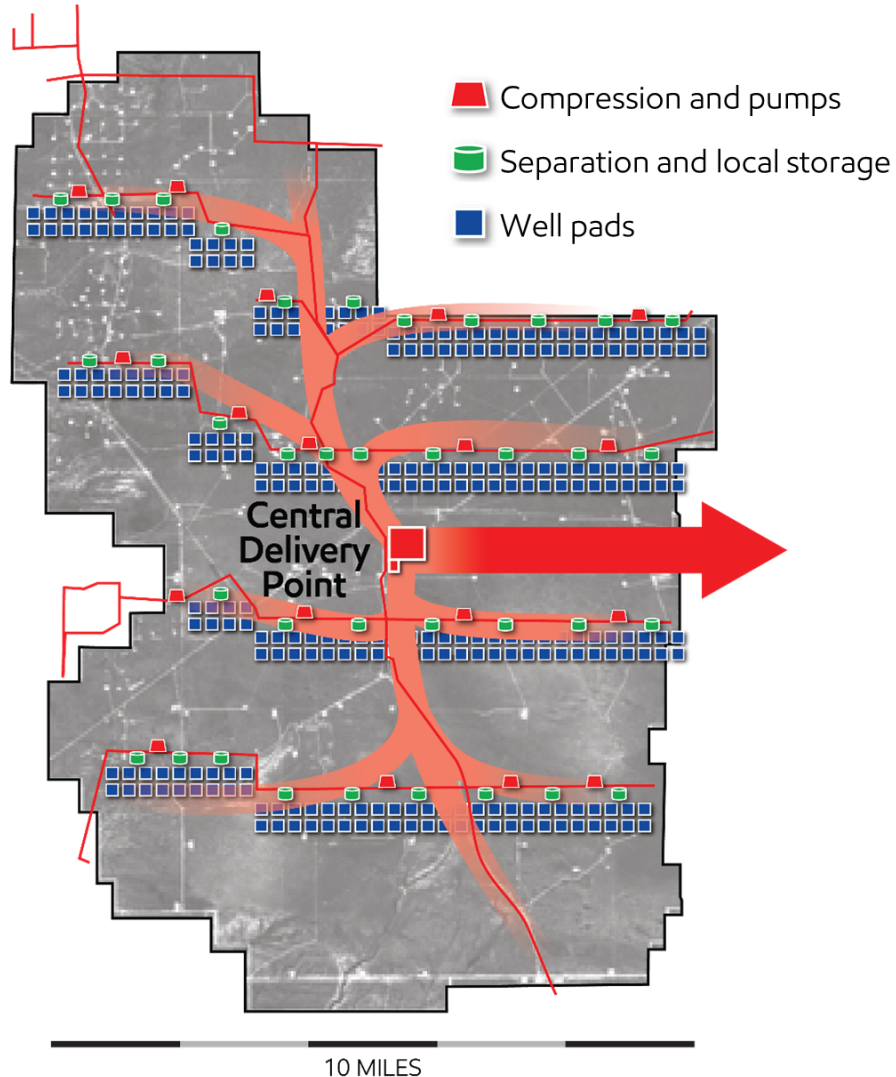 Compression and pumps
Separation and local storage
Well pads
Central
Delivery
Point
10 MILES